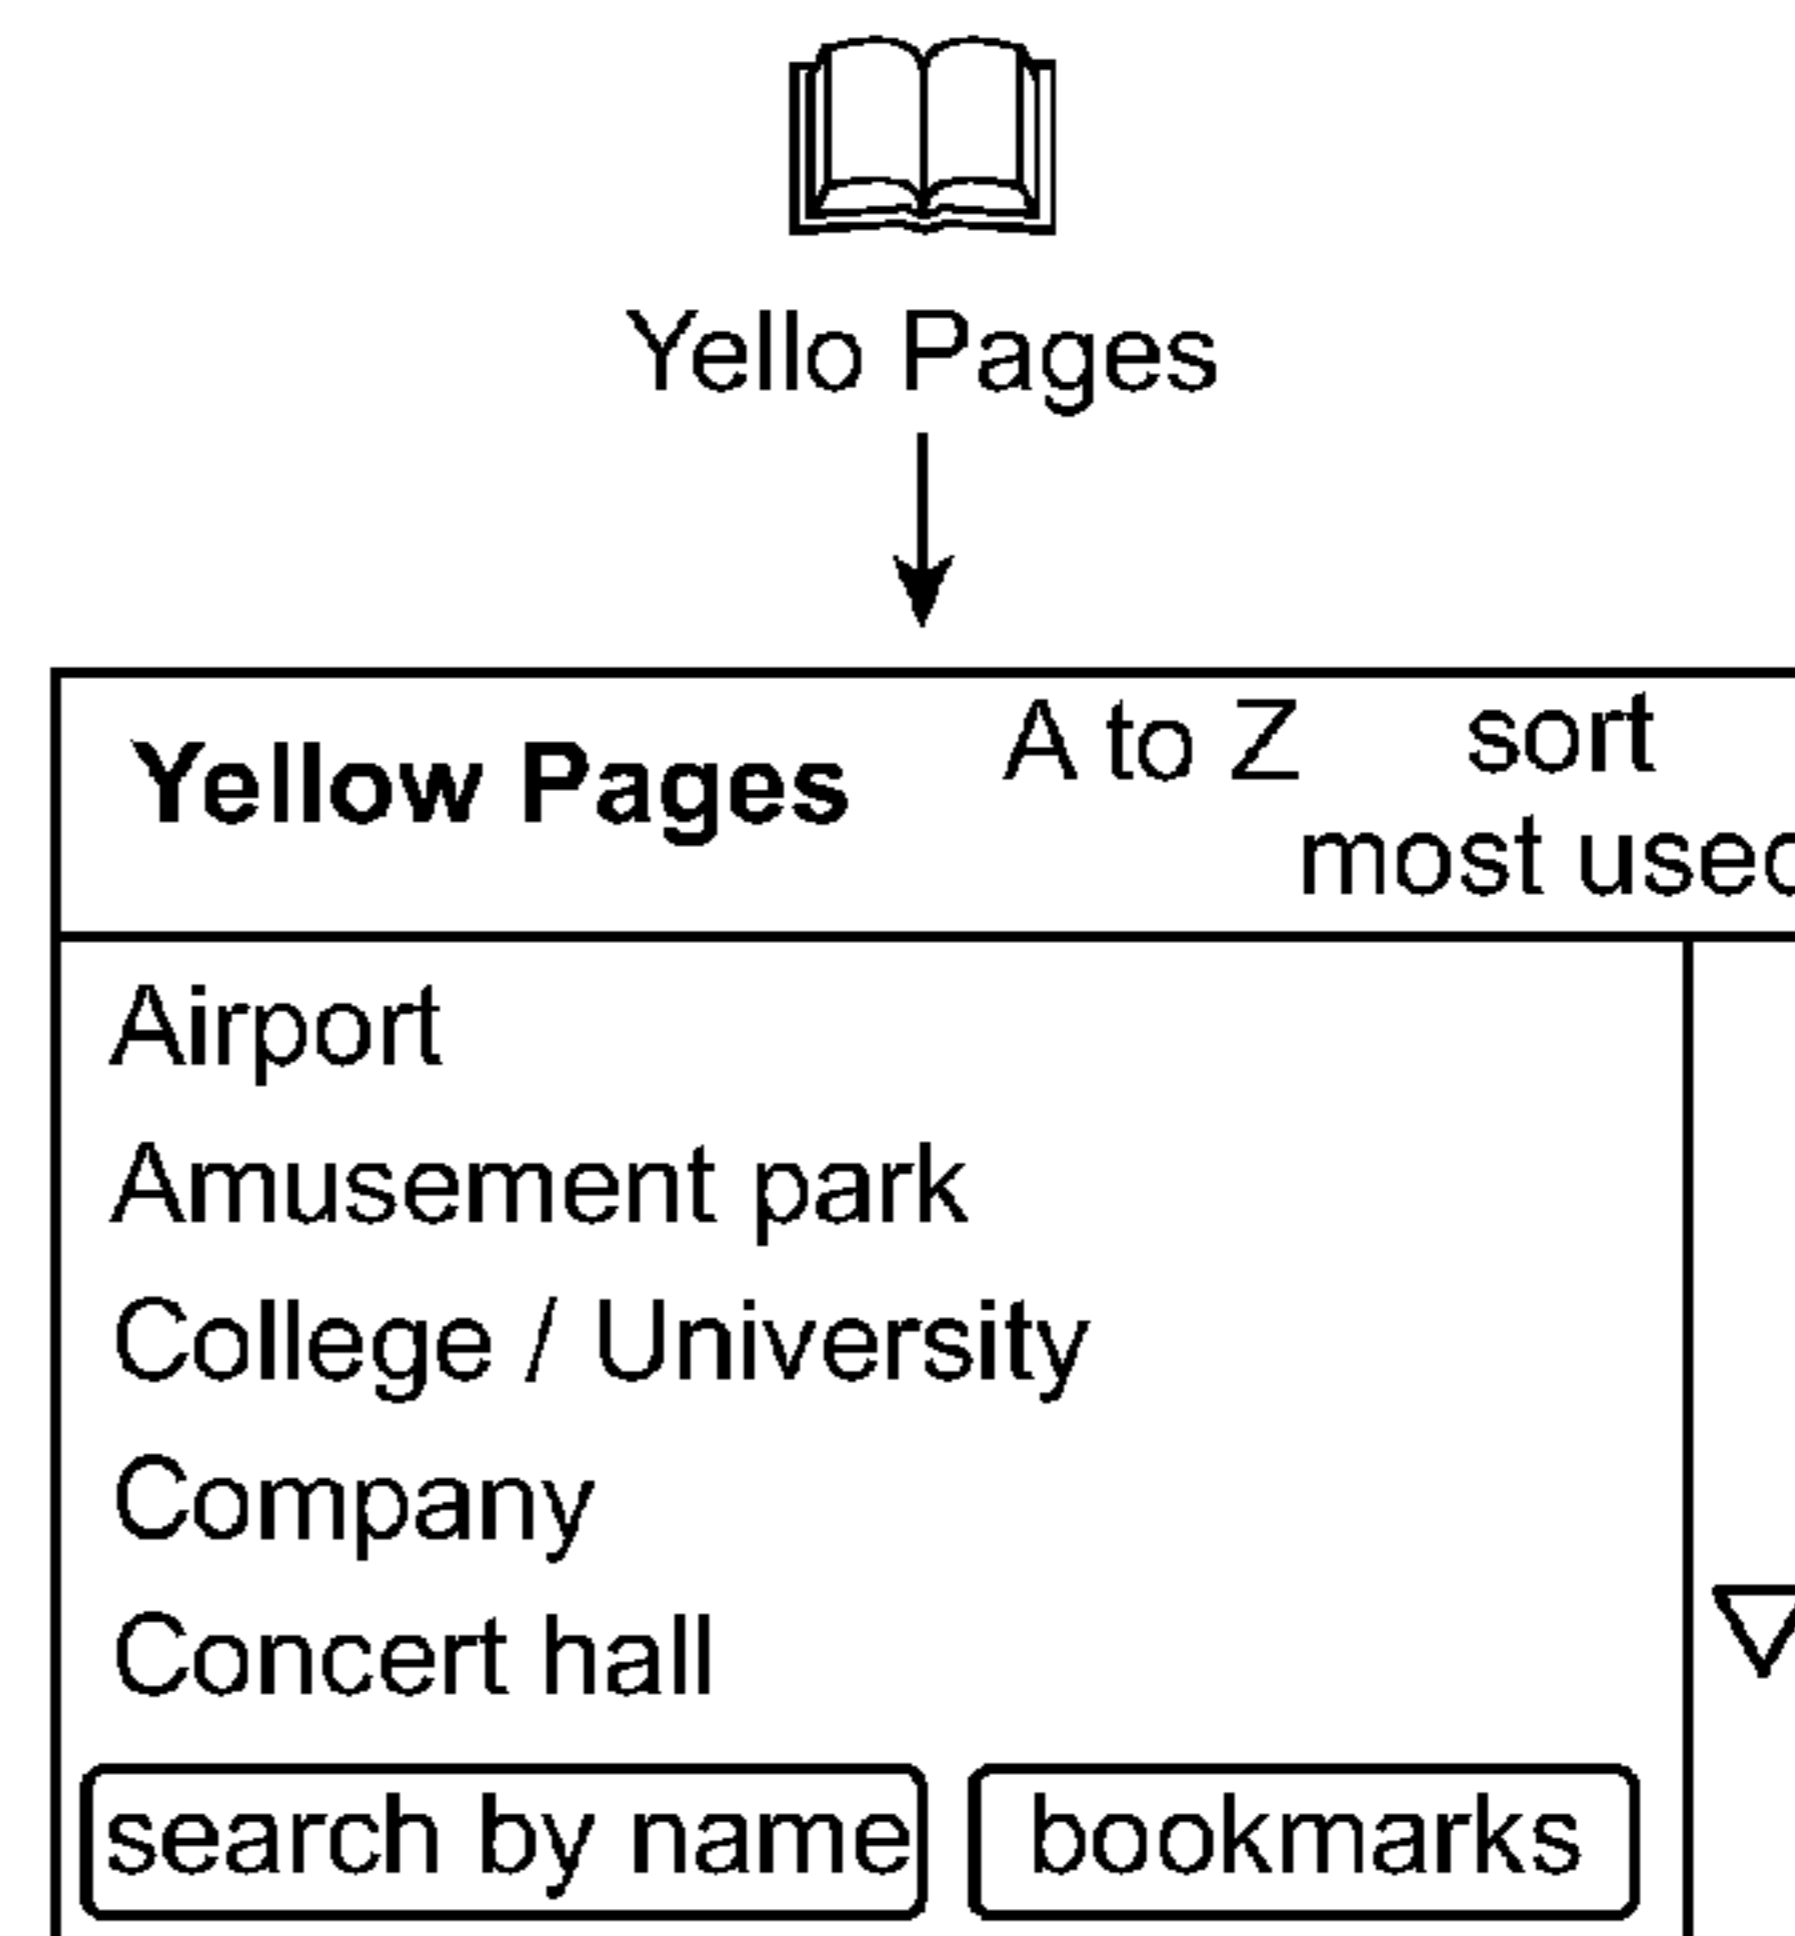 Yello Pages
Yellow Pages A to Z sort
most used
Airport
Amusement park
College / University
Company
Concert hall
search by name bookmarks